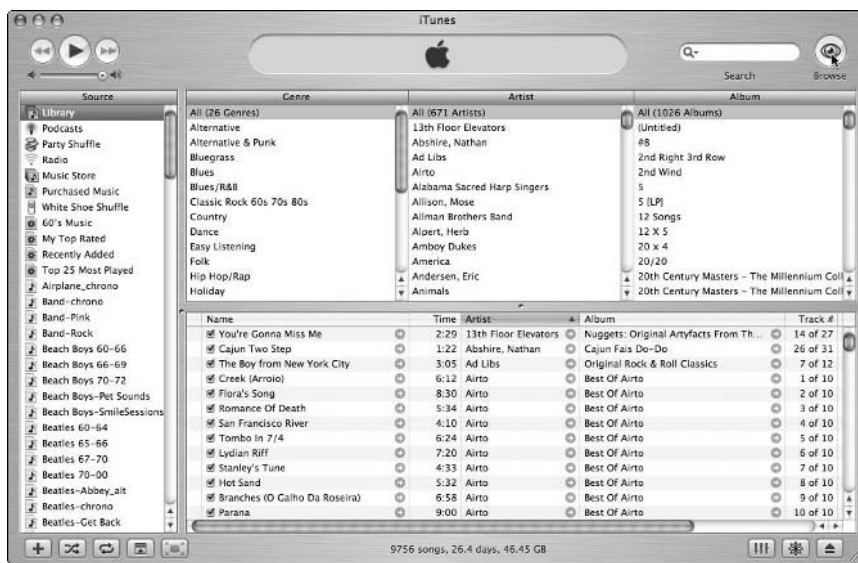 iTunes
Search
Browse
Source
Library
Podcasts
Party Shuffle
Radio
Music Store
Purchased Music
White Shoe Shuffle
60's Music
My Top Rated
Recently Added
Top 25 Most Played
Airplane_chrono
Band-chrono
Band-Pink
Band-Rock
Beach Boys 60-66
Beach Boys 66-69
Beach Boys 70-72
Beach Boys-Pet Sounds
Beach Boys-SmileSessions
Beatles 60-64
Beatles 65-66
Beatles 67-70
Beatles 70-00
Beatles-Abbey_alt
Beatles-chrono
Beatles-Get Back
Genre
All (26 Genres)
Alternative
Alternative & Punk
Bluegrass
Blues
Blues/R&B
Classic Rock 60s 70s 80s
Country
Dance
Easy Listening
Folk
Hip Hop/Rap
Holiday
Artist
All (671 Artists)
13th Floor Elevators
Abshire, Nathan
Ad Libs
Airto
Alabama Sacred Harp Singers
Allison, Mose
Allman Brothers Band
Alpert, Herb
Amboy Dukes
America
Andersen, Eric
Animals
Album
All (1026 Albums)
(Untitled)
#8
2nd Right 3rd Row
2nd Wind
5
5 [LP]
12 Songs
12 X 5
20 x 4
20/20
20th Century Masters - The Millennium Coll
20th Century Masters - The Millennium Coll
Name Time Artist Album Track #
You're Gonna Miss Me 2:29 13th Floor Elevators Nuggets: Original Artyfacts From Th... 14 of 27
Cajun Two Step 1:22 Abshire, Nathan Cajun Fais Do-Do 26 of 31
The Boy from New York City 3:05 Ad Libs Original Rock & Roll Classics 7 of 12
Creek (Arroio) 6:12 Airto Best Of Airto 1 of 10
Flora's Song 8:30 Airto Best Of Airto 2 of 10
Romance Of Death 5:34 Airto Best Of Airto 3 of 10
San Francisco River 4:10 Airto Best Of Airto 4 of 10
Tombo In 7/4 6:24 Airto Best Of Airto 5 of 10
Lydian Riff 7:20 Airto Best Of Airto 6 of 10
Stanley's Tune 4:33 Airto Best Of Airto 7 of 10
Hot Sand 5:32 Airto Best Of Airto 8 of 10
Branches (O Galho Da Roseira) 6:58 Airto Best Of Airto 9 of 10
Parana 9:00 Airto Best Of Airto 10 of 10
9756 songs, 26.4 days, 46.45 GB